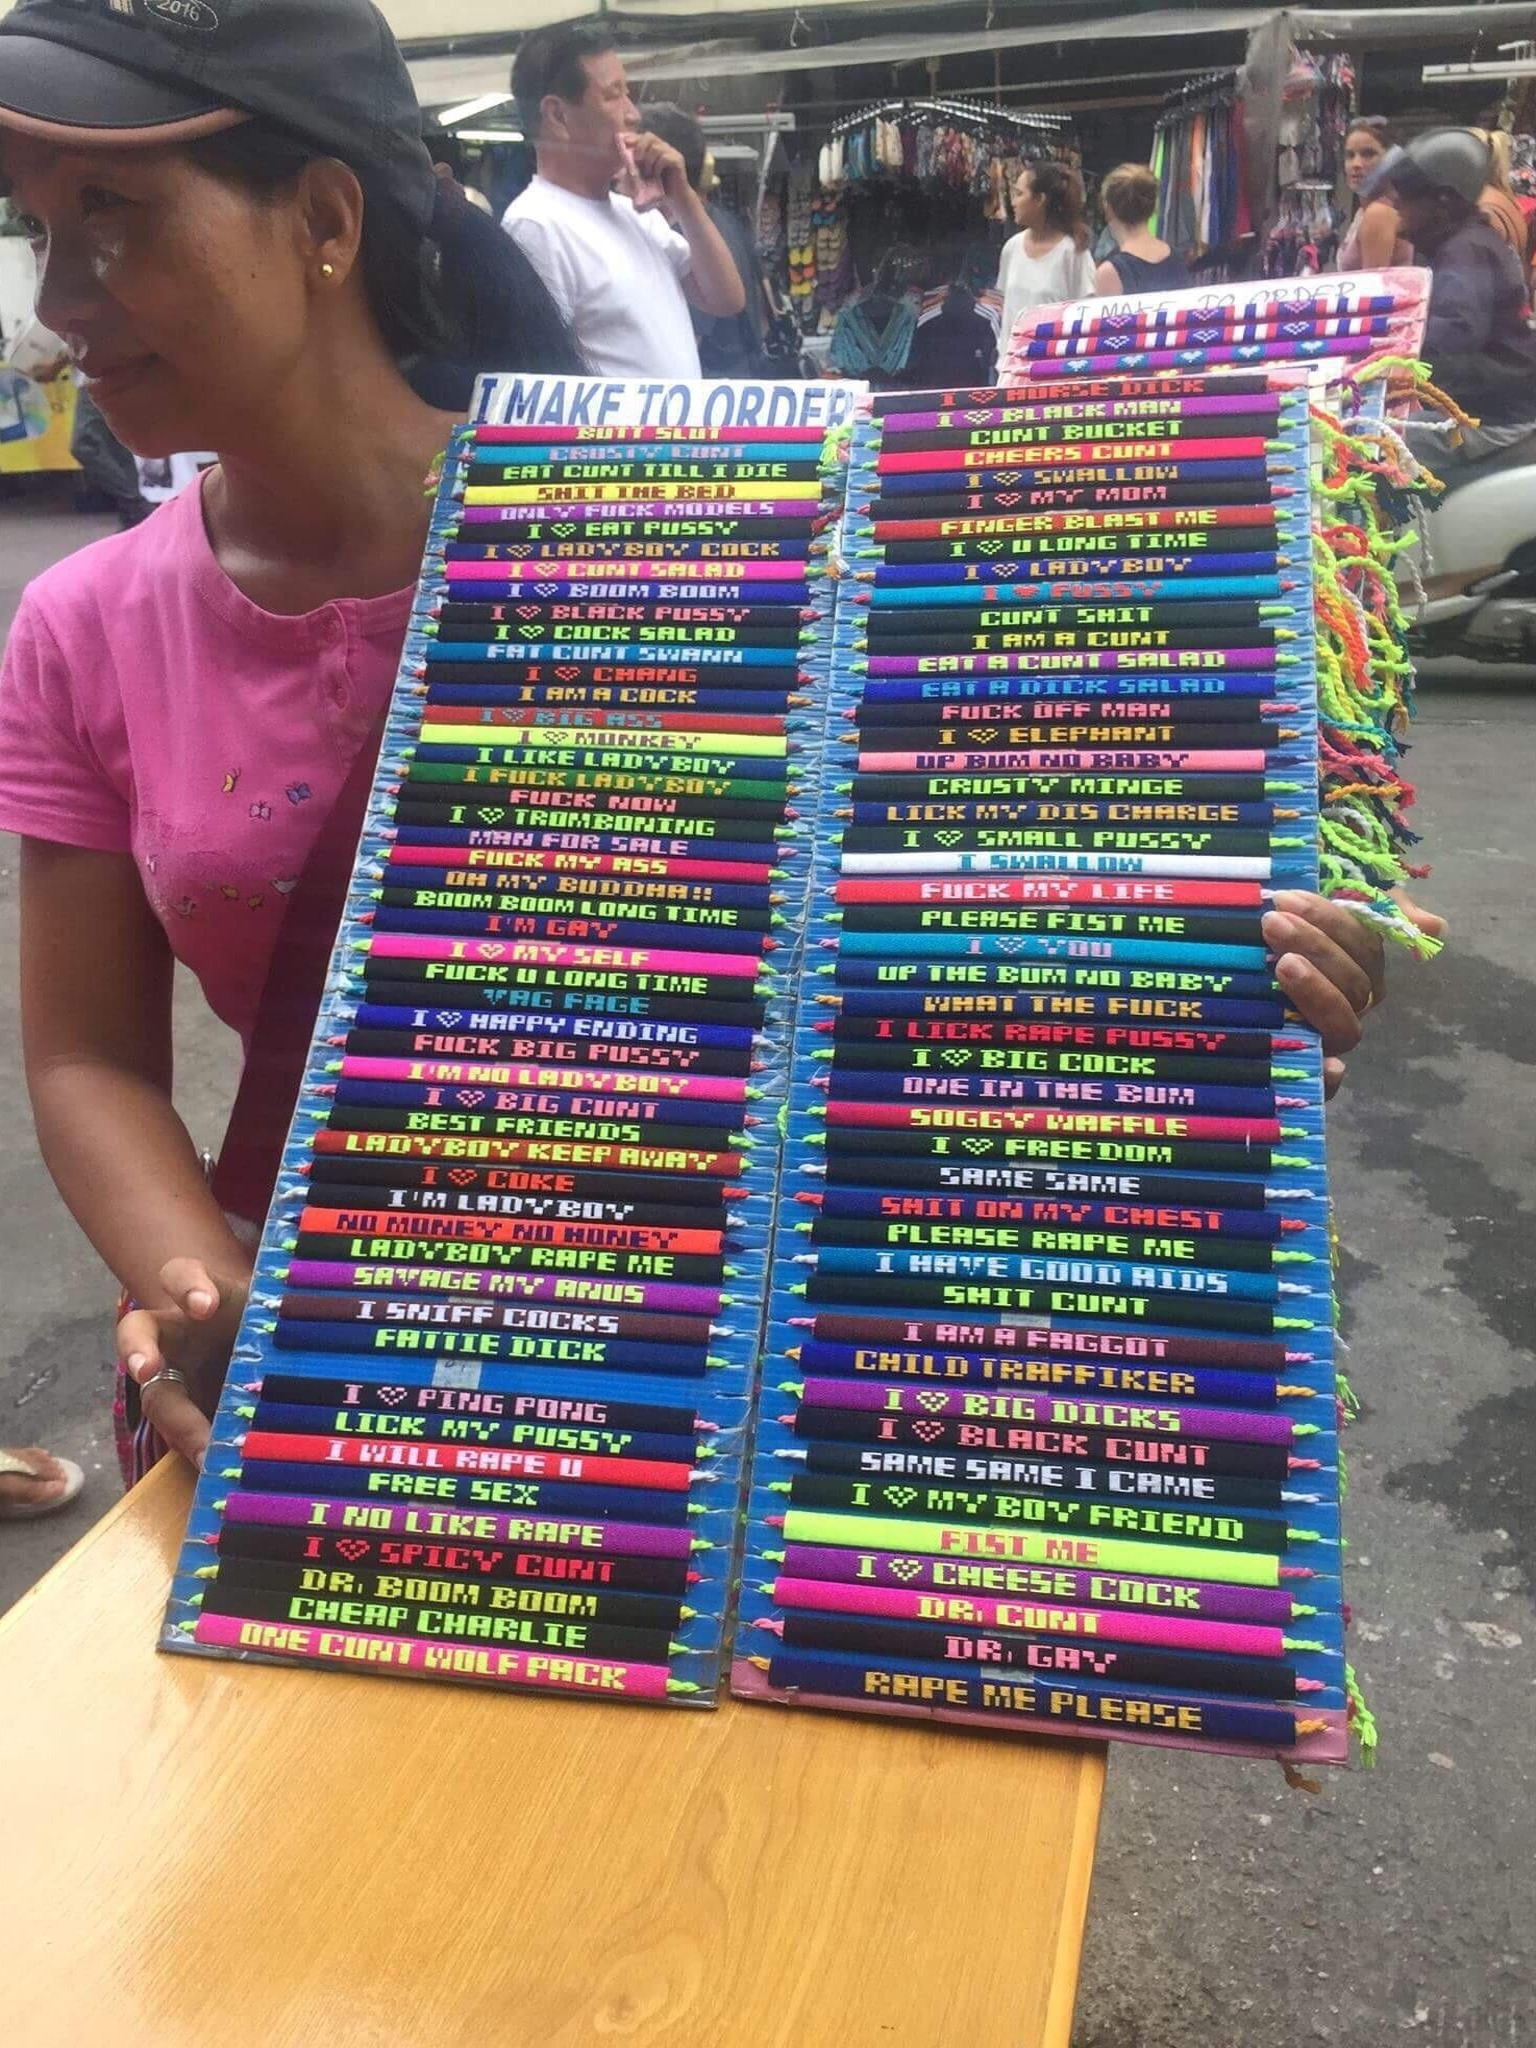 2016
I MAKE TO ORDER
BUTT SLUT
CRUSTY CUNT
EAT CUNT TILL I DIE
SHIT THE BED
ONLY FUCK MODELS
I ♡ EAT PUSSY
I ♡ LADYBOY COCK
I ♡ CUNT SALAD
I ♡ BOOM BOOM
I ♡ BLACK PUSSY
I ♡ COCK SALAD
FAT CUNT SWANN
I ♡ CHANG
I AM A COCK
I ♡ BIG ASS
I ♡ MONKEY
I LIKE LADYBOY
I FUCK LADYBOY
FUCK NOW
I ♡ TROMBONING
MAN FOR SALE
FUCK MY ASS
OH MY BUDDHA!!
BOOM BOOM LONG TIME
I'M GAY
I ♡ MY SELF
FUCK U LONG TIME
VAG FACE
I ♡ HAPPY ENDING
FUCK BIG PUSSY
I'M NO LADYBOY
I ♡ BIG CUNT
BEST FRIENDS
LADYBOY KEEP AWAY
I ♡ COKE
I'M LADYBOY
NO MONEY NO HONEY
LADYBOY RAPE ME
SAVAGE MY ANUS
I SNIFF COCKS
FATTIE DICK
I ♡ PING PONG
LICK MY PUSSY
I WILL RAPE U
FREE SEX
I NO LIKE RAPE
I ♡ SPICY CUNT
DR. BOOM BOOM
CHEAP CHARLIE
ONE CUNT WOLF PACK
I MAKE TO ORDER
I ♡ HORSE DICK
I ♡ BLACK MAN
CUNT BUCKET
CHEERS CUNT
I ♡ SWALLOW
I ♡ MY MOM
FINGER BLAST ME
I ♡ U LONG TIME
I ♡ LADYBOY
I ♥ PUSSY
CUNT SHIT
I AM A CUNT
EAT A CUNT SALAD
EAT A DICK SALAD
FUCK OFF MAN
I ♡ ELEPHANT
UP BUM NO BABY
CRUSTY MINGE
LICK MY DIS CHARGE
I ♡ SMALL PUSSY
I SWALLOW
FUCK MY LIFE
PLEASE FIST ME
I ♡ YOU
UP THE BUM NO BABY
WHAT THE FUCK
I LICK RAPE PUSSY
I ♡ BIG COCK
ONE IN THE BUM
SOGGY WAFFLE
I ♡ FREEDOM
SAME SAME
SHIT ON MY CHEST
PLEASE RAPE ME
I HAVE GOOD AIDS
SHIT CUNT
I AM A FAGGOT
CHILD TRAFFIKER
I ♡ BIG DICKS
I ♡ BLACK CUNT
SAME SAME I CAME
I ♡ MY BOY FRIEND
FIST ME
I ♡ CHEESE COCK
DR. CUNT
DR. GAY
RAPE ME PLEASE